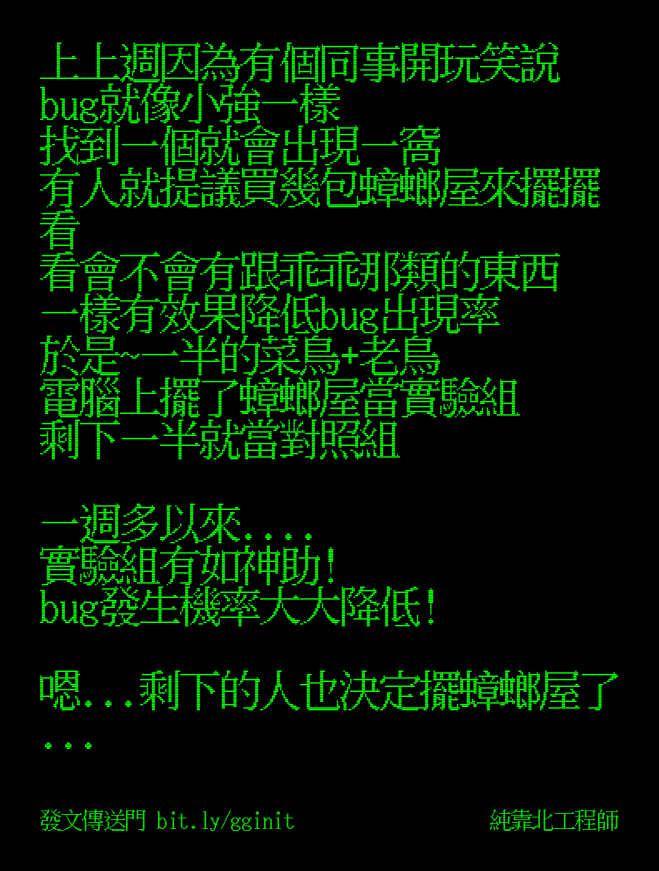 上上週因為有個同事開玩笑說
bug就像小強一樣
找到一個就會出現一窩
有人就提議買幾包蟑螂屋來擺擺
看
看會不會有跟乖乖那類的東西
一樣有效果降低bug出現率
於是~一半的菜鳥+老鳥
電腦上擺了蟑螂屋當實驗組
剩下一半就當對照組
一週多以來....
實驗組有如神助!
bug發生機率大大降低!
嗯...剩下的人也決定擺蟑螂屋了
...
發文傳送門 bit.ly/gginit
純靠北工程師